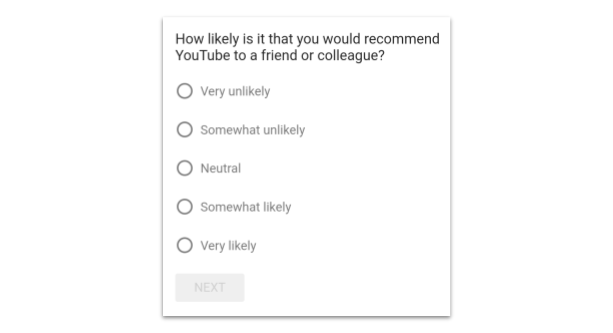 How likely is it that you would recommend
YouTube to a friend or colleague?
Very unlikely
Somewhat unlikely
Neutral
Somewhat likely
Very likely
NEXT